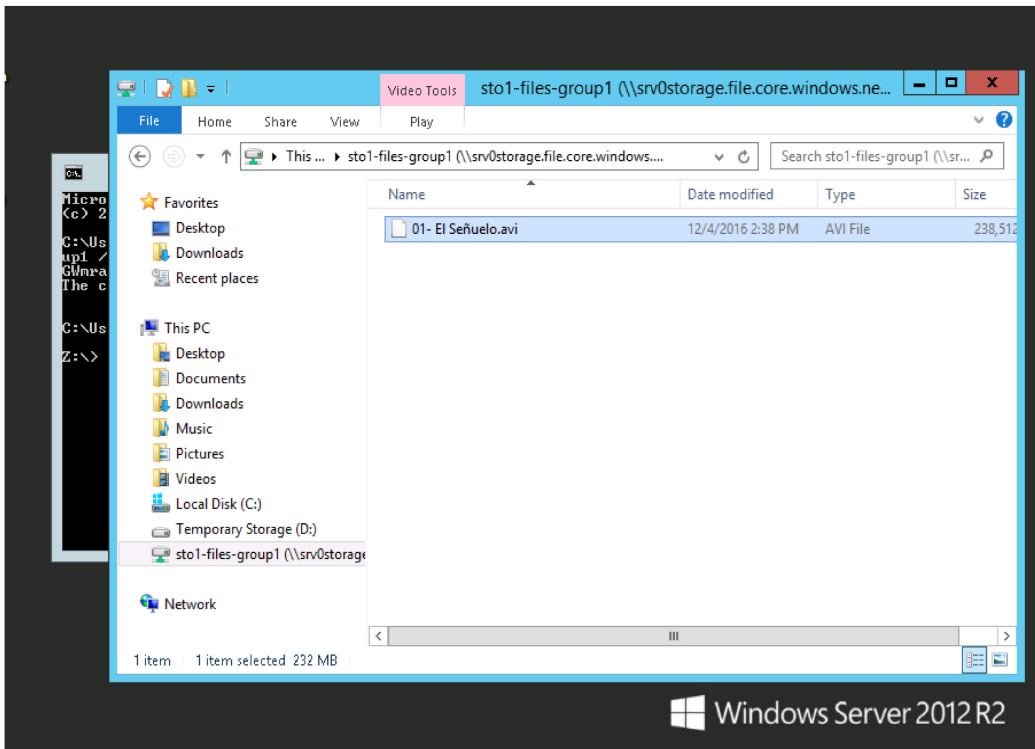 Video Tools sto1-files-group1 (\\srv0storage.file.core.windows.ne...
File Home Share View Play
This ... sto1-files-group1 (\\srv0storage.file.core.windows.... Search sto1-files-group1 (\\sr...
Name Date modified Type Size
01- El Señuelo.avi 12/4/2016 2:38 PM AVI File 238,512
Favorites
Desktop
Downloads
Recent places
This PC
Desktop
Documents
Downloads
Music
Pictures
Videos
Local Disk (C:)
Temporary Storage (D:)
sto1-files-group1 (\\srv0storage
Network
1 item 1 item selected 232 MB
Micro
(c) 2
C:\Us
up1 /
GWmra
The c
C:\Us
Z:\>
Windows Server 2012 R2